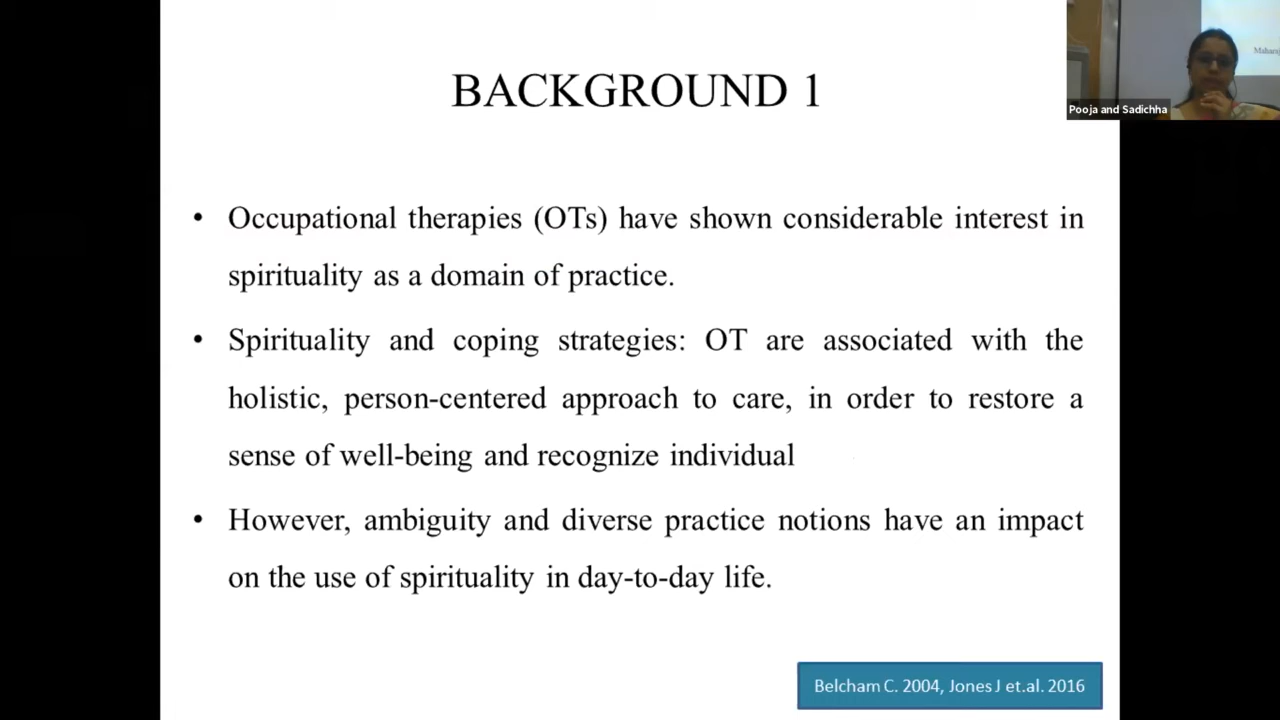 BACKGROUND 1
Pooja and Sadichha
• Occupational therapies (OTs) have shown considerable interest in
spirituality as a domain of practice.
• Spirituality and coping strategies: OT are associated with the
holistic, person-centered approach to care, in order to restore a
sense of well-being and recognize individual
• However, ambiguity and diverse practice notions have an impact
on the use of spirituality in day-to-day life.
Belcham C. 2004, Jones J et.al. 2016